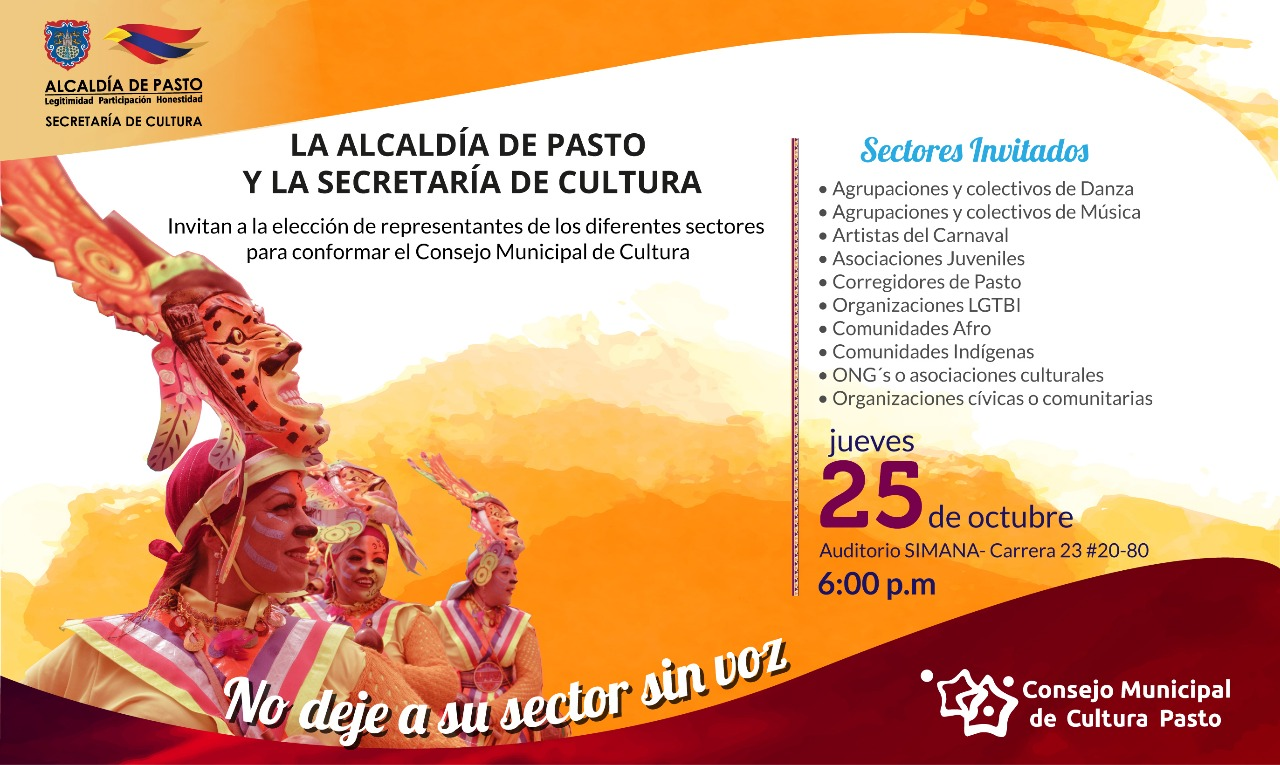 ALCALDÍA DE PASTO
Legitimidad Participación Honestidad
SECRETARÍA DE CULTURA
LA ALCALDÍA DE PASTO
Y LA SECRETARÍA DE CULTURA
Invitan a la elección de representantes de los diferentes sectores
para conformar el Consejo Municipal de Cultura
Sectores Invitados
• Agrupaciones y colectivos de Danza
• Agrupaciones y colectivos de Música
• Artistas del Carnaval
• Asociaciones Juveniles
• Corregidores de Pasto
• Organizaciones LGTBI
• Comunidades Afro
• Comunidades Indígenas
• ONG´s o asociaciones culturales
• Organizaciones cívicas o comunitarias
jueves
25 de octubre
Auditorio SIMANA- Carrera 23 #20-80
6:00 p.m
No deje a su sector sin voz
Consejo Municipal
de Cultura Pasto